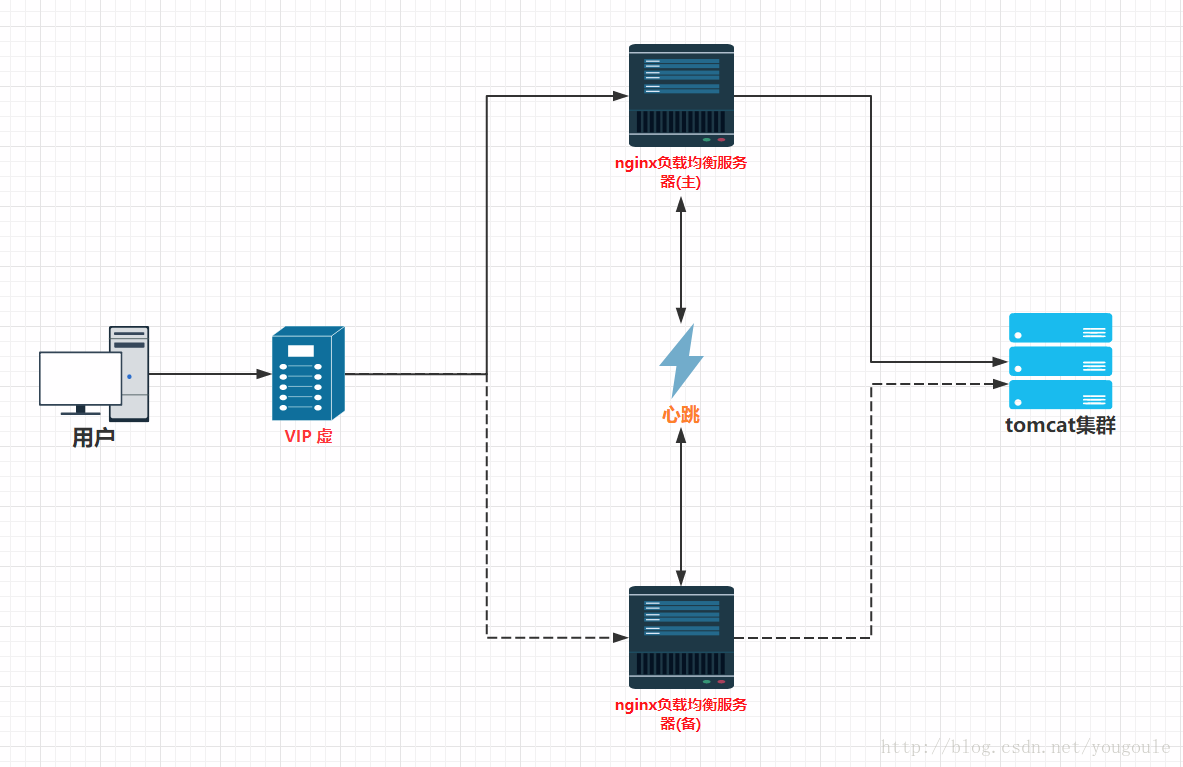 nginx负载均衡服务
器(主)
心跳
用户
VIP 虚
tomcat集群
nginx负载均衡服务
器(备)
http://blog.csdn.net/yougoule